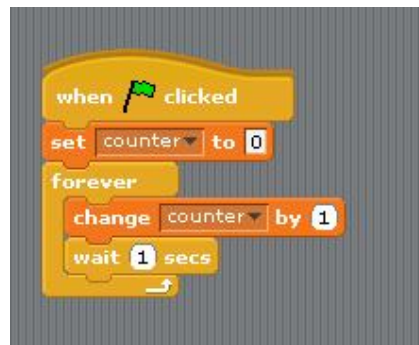 when clicked
set counter to 0
forever
change counter by 1
wait 1 secs